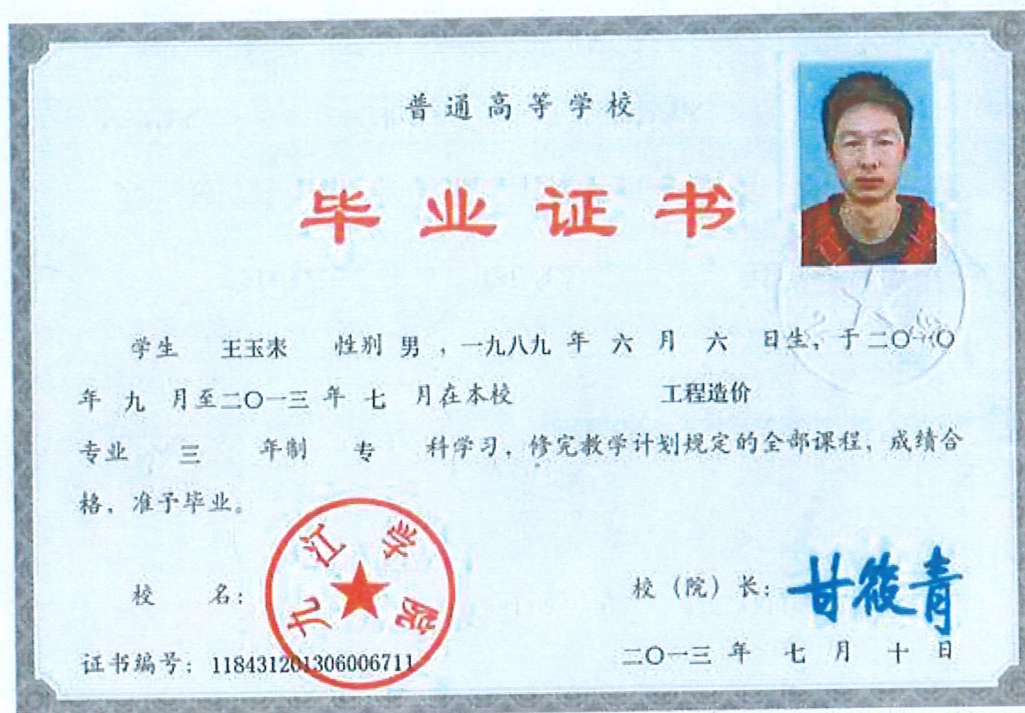 普通高等学校
毕业证书
学生 王玉来 性别 男 ，一九八九 年 六 月 六 日生，于二〇一〇
年 九 月至二〇一三 年 七 月在本校 工程造价
专业 三 年制 专 科学习，修完教学计划规定的全部课程，成绩合
格，准予毕业。
九江学院
校 名： 校（院）长：甘筱青
证书编号：118431201306006711 二〇一三 年 七 月 十 日